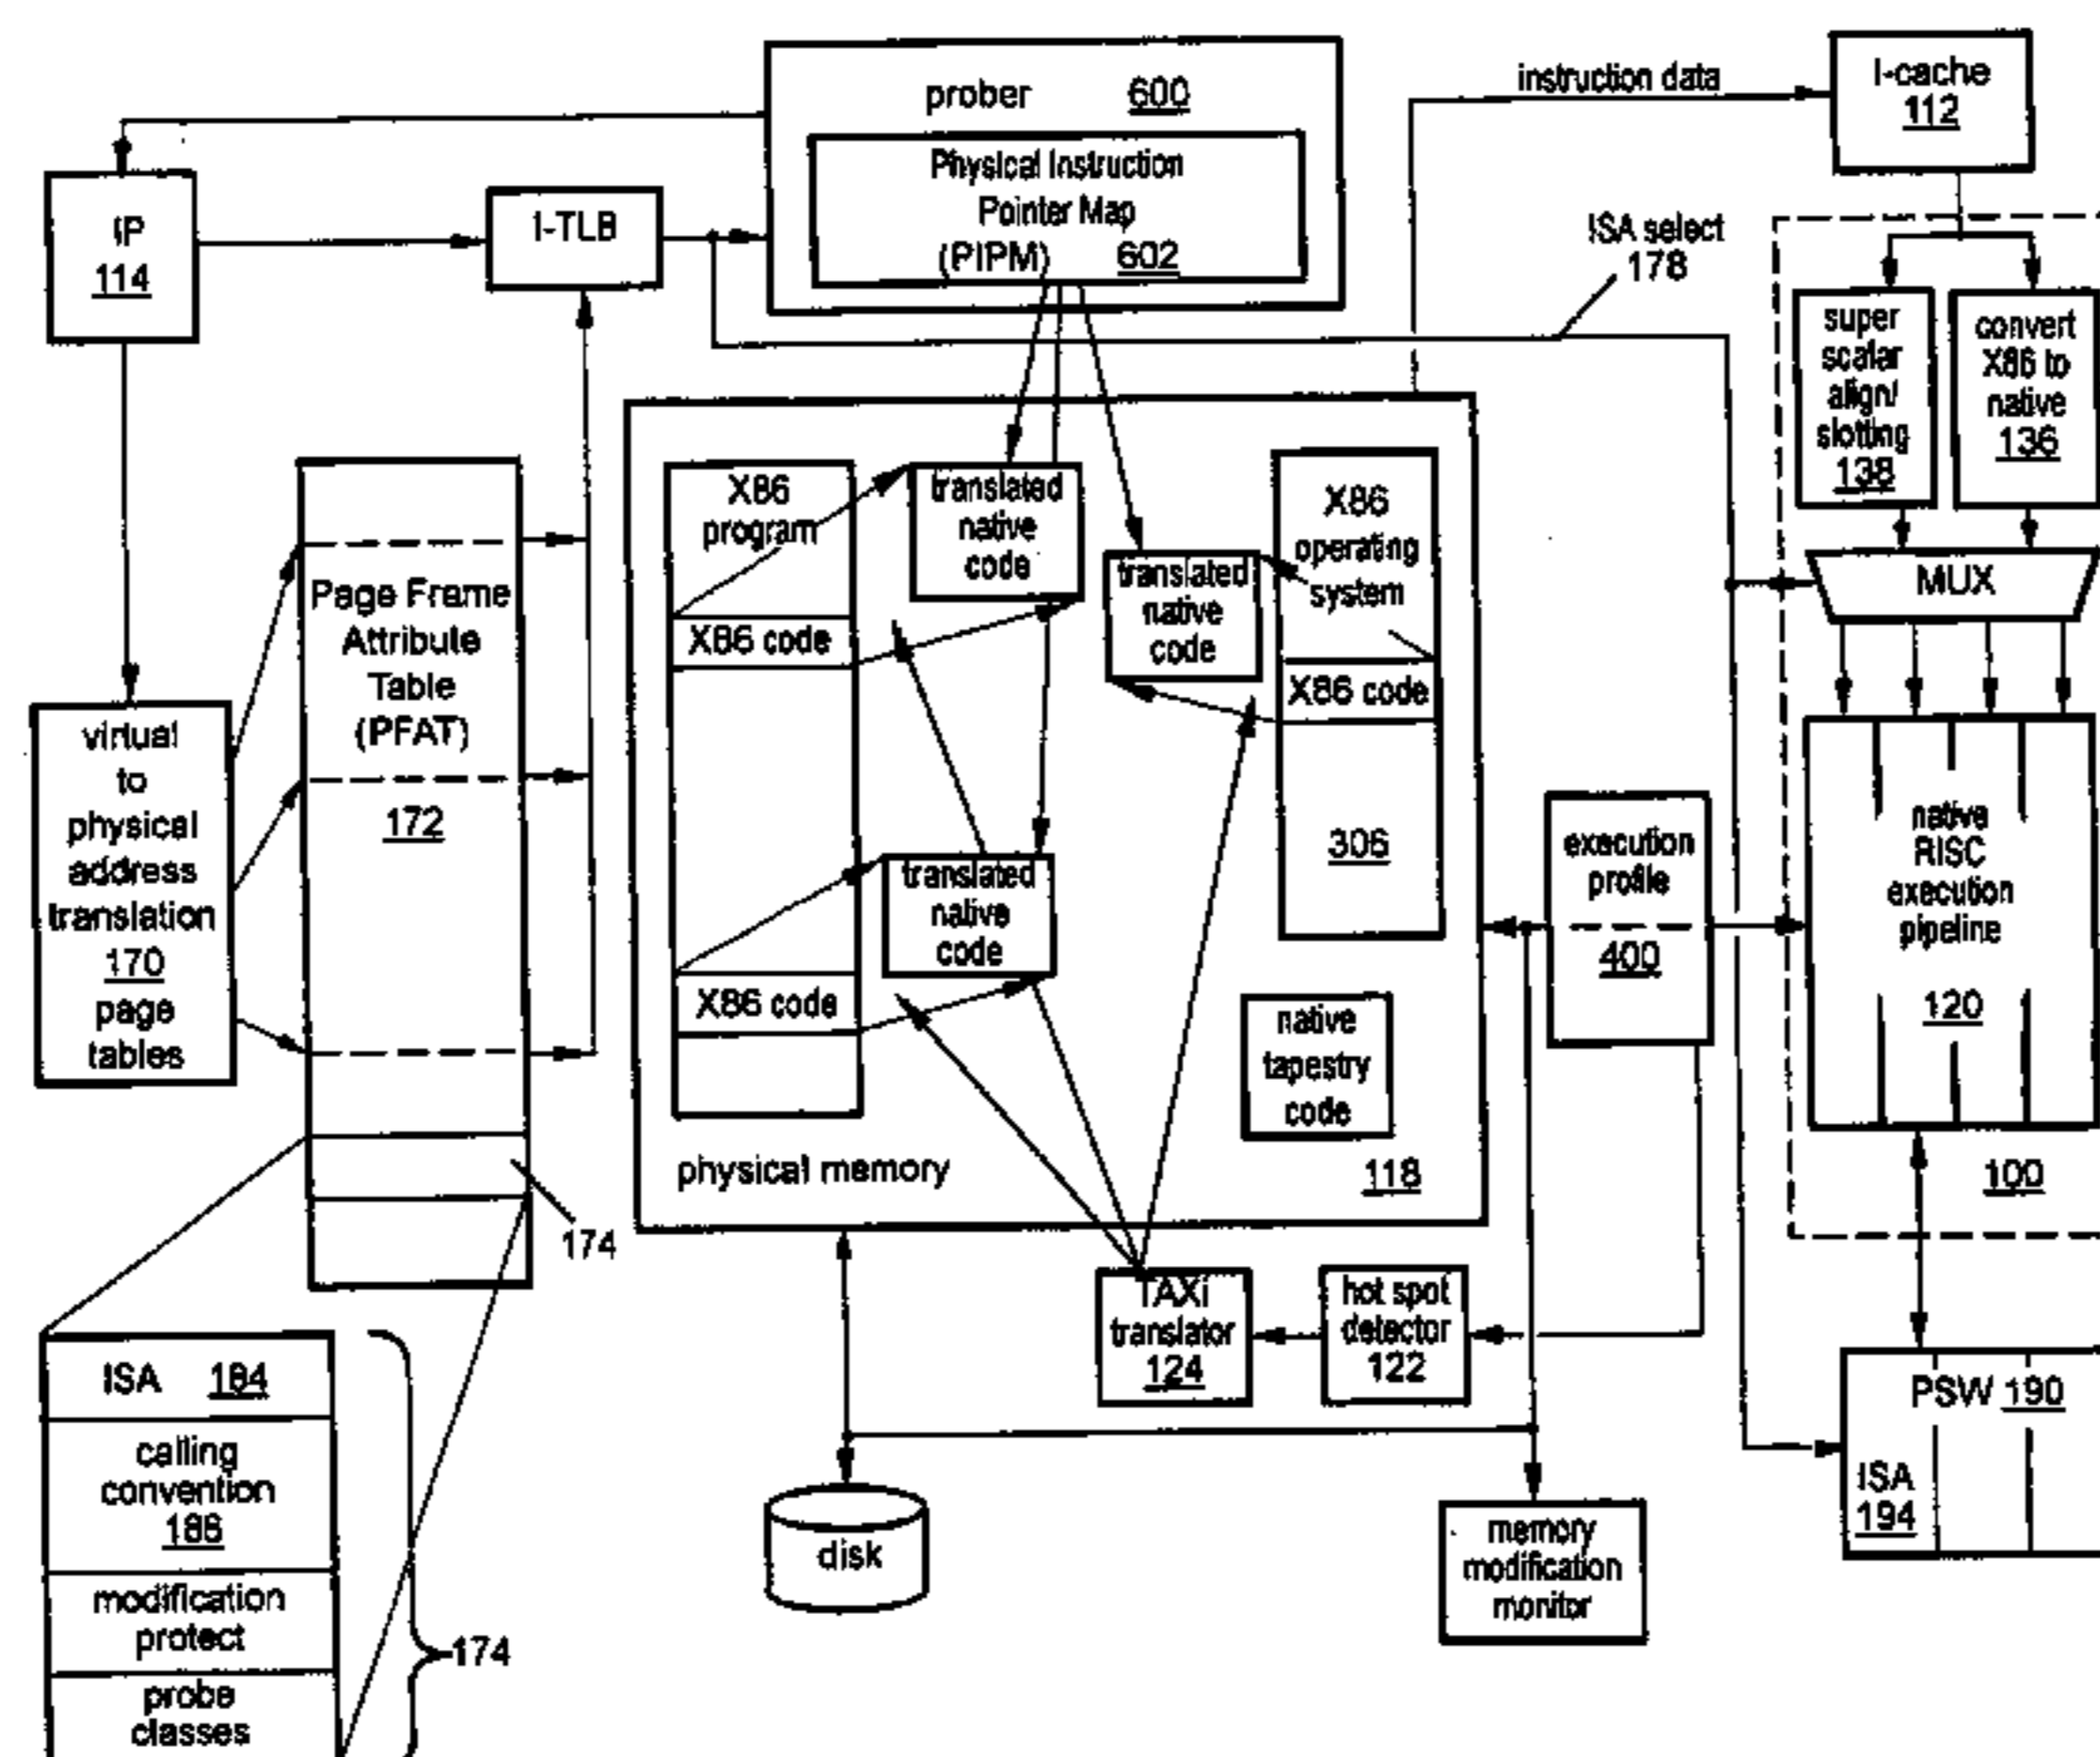 prober 600
Physical Instruction
Pointer Map
(PIPM) 602
instruction data
I-cache
112
IP
114
I-TLB
ISA select
178
super
scalar
align/
slotting
138
convert
X86 to
native
136
MUX
Page Frame
Attribute
Table
(PFAT)
172
virtual
to
physical
address
translation
170
page
tables
X86
program
X86 code
X86 code
translated
native
code
translated
native
code
translated
native
code
X86
operating
system
X86 code
306
native
tapestry
code
physical memory
118
execution
profile
400
native
RISC
execution
pipeline
120
100
174
TAXi
translator
124
hot spot
detector
122
PSW 190
ISA
194
ISA 184
calling
convention
186
modification
protect
probe
classes
174
disk
memory
modification
monitor